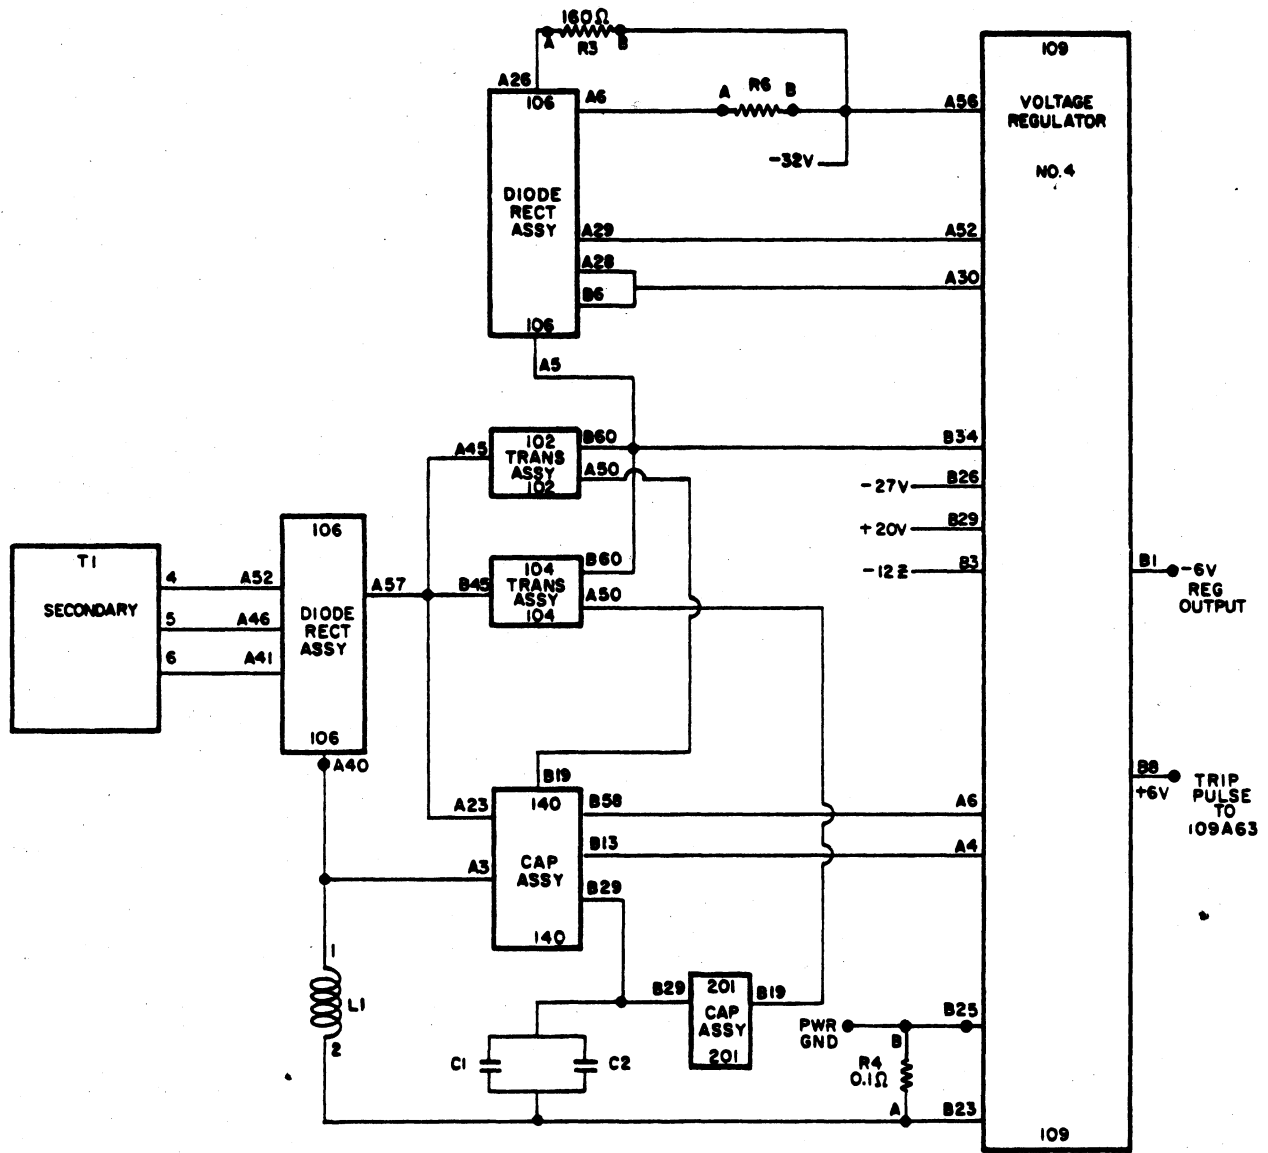 160Ω
A
R3
B
A26
106
A6
A
R6
B
A56
-32V
109
VOLTAGE
REGULATOR
NO.4
DIODE
RECT
ASSY
A29
A52
A28
A30
B6
106
A5
A45
102
TRANS
ASSY
102
B60
A50
B34
-27V
B26
+20V
B29
-12
B3
B1
-6V
REG
OUTPUT
T1
SECONDARY
4
A52
5
A46
6
A41
106
DIODE
RECT
ASSY
106
A57
B45
104
TRANS
ASSY
104
B60
A50
A40
B19
A23
140
B58
A6
B13
A4
A3
CAP
ASSY
B29
140
B8
+6V
TRIP
PULSE
TO
109A63
1
L1
2
B29
201
CAP
ASSY
201
B19
C1
C2
PWR
GND
B
B25
R4
0.1Ω
A
B23
109